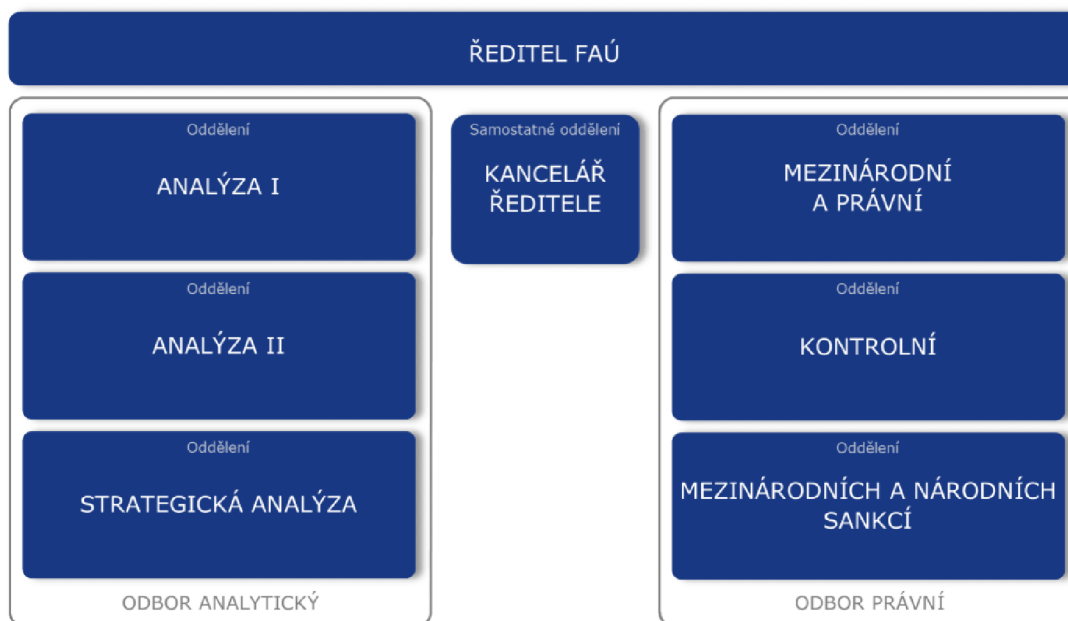 ŘEDITEL FAÚ
Oddělení
ANALÝZA I
Oddělení
ANALÝZA II
Oddělení
STRATEGICKÁ ANALÝZA
ODBOR ANALYTICKÝ
Samostatné oddělení
KANCELÁŘ
ŘEDITELE
Oddělení
MEZINÁRODNÍ
A PRÁVNÍ
Oddělení
KONTROLNÍ
Oddělení
MEZINÁRODNÍCH A NÁRODNÍCH
SANKCÍ
ODBOR PRÁVNÍ